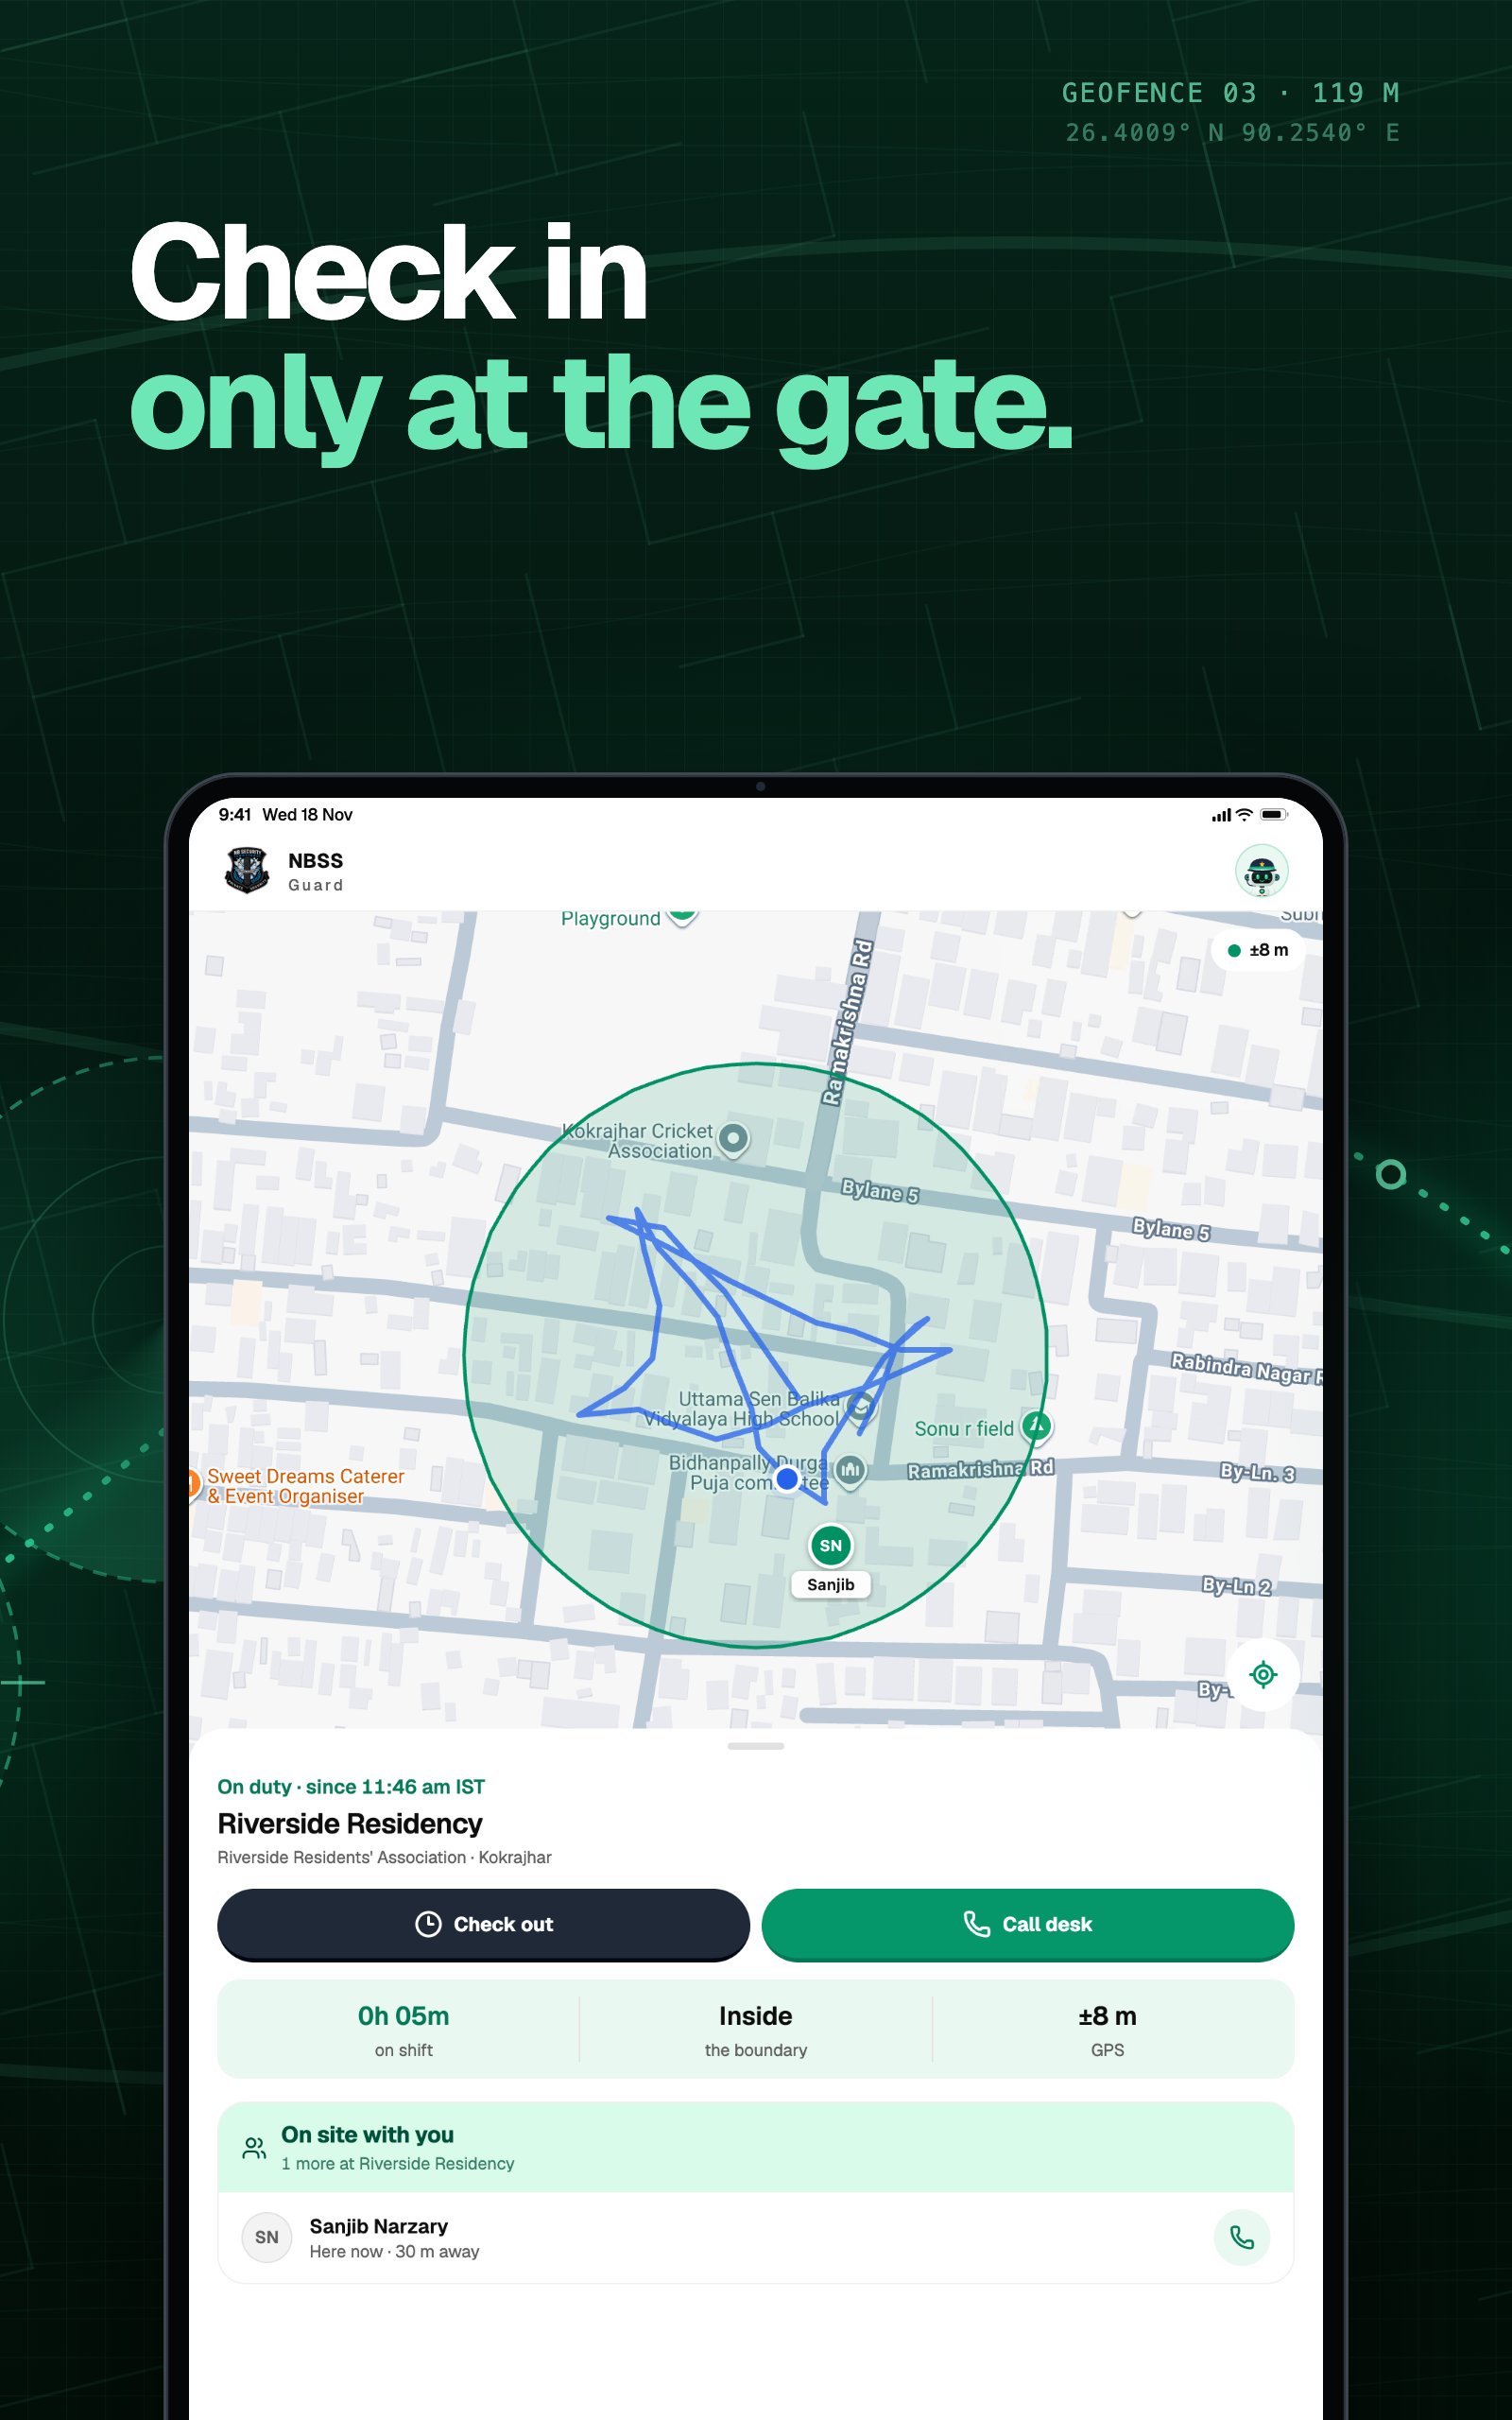 GEOFENCE 03 · 119 M
26.4009° N 90.2540° E
Check in
only at the gate.
9:41 Wed 18 Nov
NBSS
Guard
Playground
±8 m
Ramakrishna Rd
Kokrajhar Cricket
Association
Bylane 5
Bylane 5
Rabindra Nagar R
Uttama Sen Balika
Vidyalaya High School
Sonu r field
Bidhanpally Durga
Puja committee
Ramakrishna Rd
By-Ln. 3
Sweet Dreams Caterer
& Event Organiser
SN
Sanjib
By-Ln 2
By-
On duty · since 11:46 am IST
Riverside Residency
Riverside Residents' Association · Kokrajhar
Check out
Call desk
0h 05m
on shift
Inside
the boundary
±8 m
GPS
On site with you
1 more at Riverside Residency
SN
Sanjib Narzary
Here now · 30 m away